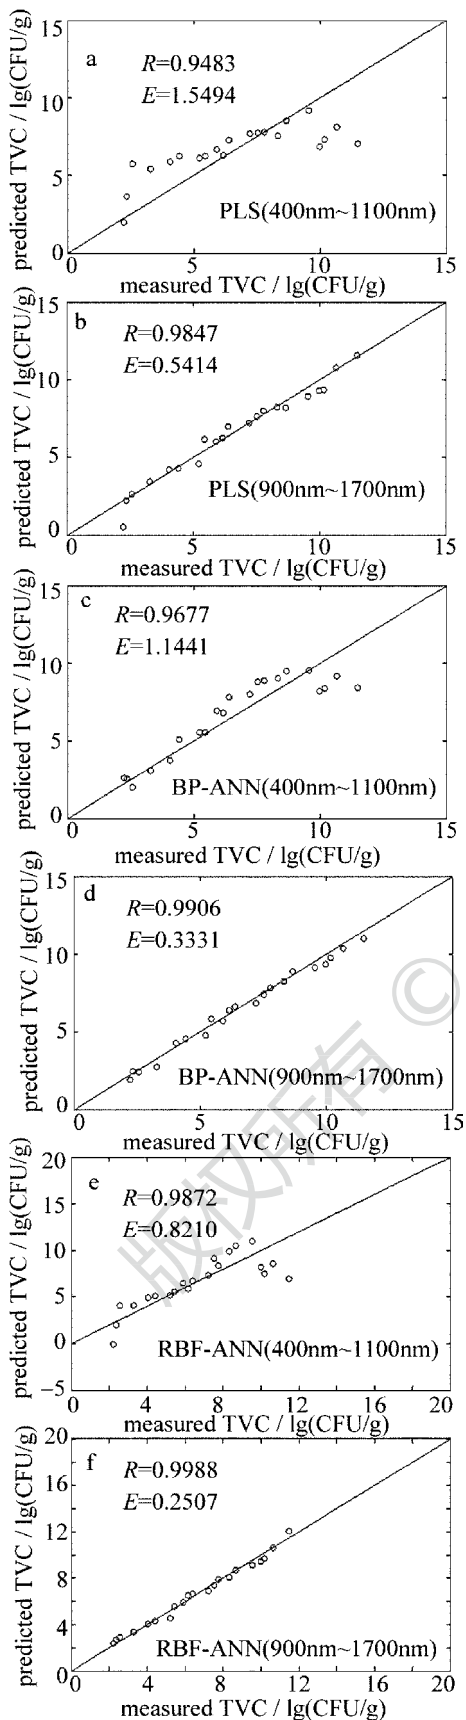 a
R=0.9483
E=1.5494
PLS(400nm~1100nm)
predicted TVC / lg(CFU/g)
15
10
5
0
0 5 10 15
measured TVC / lg(CFU/g)
b
R=0.9847
E=0.5414
PLS(900nm~1700nm)
predicted TVC / lg(CFU/g)
15
10
5
0
0 5 10 15
measured TVC / lg(CFU/g)
c
R=0.9677
E=1.1441
BP-ANN(400nm~1100nm)
predicted TVC / lg(CFU/g)
15
10
5
0
0 5 10 15
measured TVC / lg(CFU/g)
d
R=0.9906
E=0.3331
BP-ANN(900nm~1700nm)
predicted TVC / lg(CFU/g)
15
10
5
0
0 5 10 15
measured TVC / lg(CFU/g)
e
R=0.9872
E=0.8210
RBF-ANN(400nm~1100nm)
predicted TVC / lg(CFU/g)
20
15
10
5
0
−5
0 4 8 12 16 20
measured TVC / lg(CFU/g)
f
R=0.9988
E=0.2507
RBF-ANN(900nm~1700nm)
predicted TVC / lg(CFU/g)
20
16
12
8
4
0
0 4 8 12 16 20
measured TVC / lg(CFU/g)
版权所有 ©